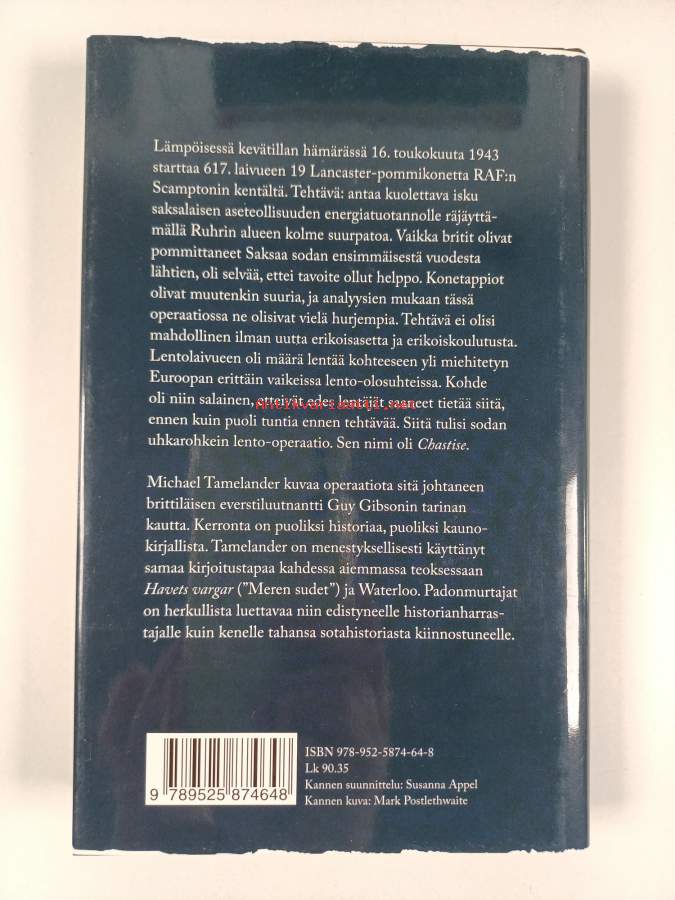 Lämpöisessä kevätillan hämärässä 16. toukokuuta 1943
starttaa 617. laivueen 19 Lancaster-pommikonetta RAF:n
Scamptonin kentältä. Tehtävä: antaa kuolettava isku
saksalaisen aseteollisuuden energiatuotannolle räjäyttä-
mällä Ruhrin alueen kolme suurpatoa. Vaikka britit olivat
pommittaneet Saksaa sodan ensimmäisestä vuodesta
lähtien, oli selvää, ettei tavoite ollut helppo. Konetappiot
olivat muutenkin suuria, ja analyysien mukaan tässä
operaatiossa ne olisivat vielä hurjempia. Tehtävä ei olisi
mahdollinen ilman uutta erikoisasetta ja erikoiskoulutusta.
Lentolaivueen oli määrä lentää kohteeseen yli miehitetyn
Euroopan erittäin vaikeissa lento-olosuhteissa. Kohde
oli niin salainen, etteivät edes lentäjät saaneet tietää siitä,
antikvariaatti.net
ennen kuin puoli tuntia ennen tehtävää. Siitä tulisi sodan
uhkarohkein lento-operaatio. Sen nimi oli Chastise.
Michael Tamelander kuvaa operaatiota sitä johtaneen
brittiläisen everstiluutnantti Guy Gibsonin tarinan
kautta. Kerronta on puoliksi historiaa, puoliksi kauno-
kirjallista. Tamelander on menestyksellisesti käyttänyt
samaa kirjoitustapaa kahdessa aiemmassa teoksessaan
Havets vargar ("Meren sudet") ja Waterloo. Padonmurtajat
on herkullista luettavaa niin edistyneelle historianharras-
tajalle kuin kenelle tahansa sotahistoriasta kiinnostuneelle.
ISBN 978-952-5874-64-8
Lk 90.35
Kannen suunnittelu: Susanna Appel
Kannen kuva: Mark Postlethwaite
9 789525 874648